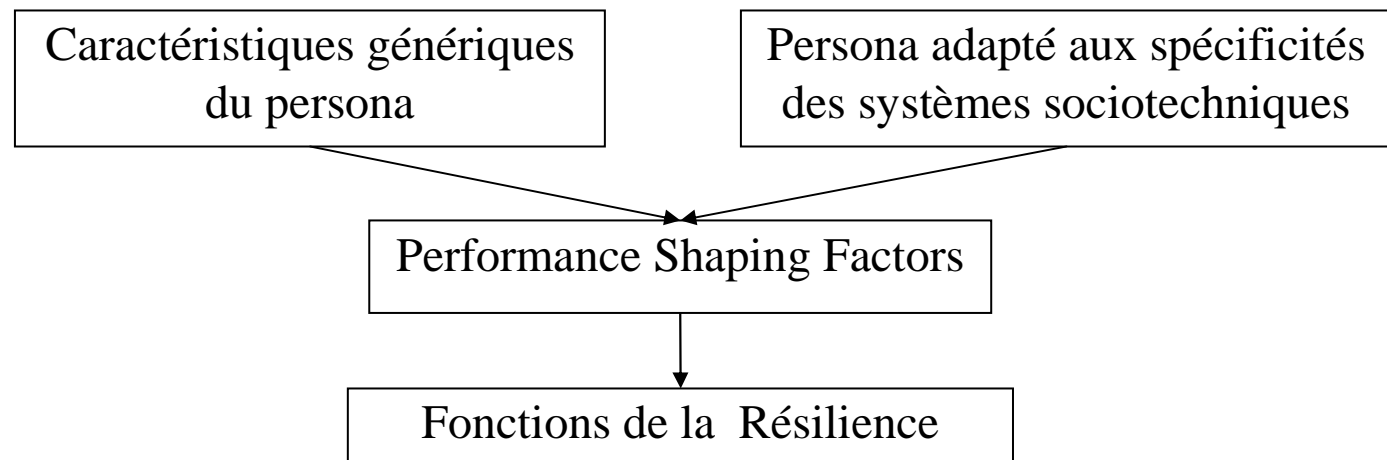 Caractéristiques génériques
du persona
Persona adapté aux spécificités
des systèmes sociotechniques
Performance Shaping Factors
Fonctions de la Résilience